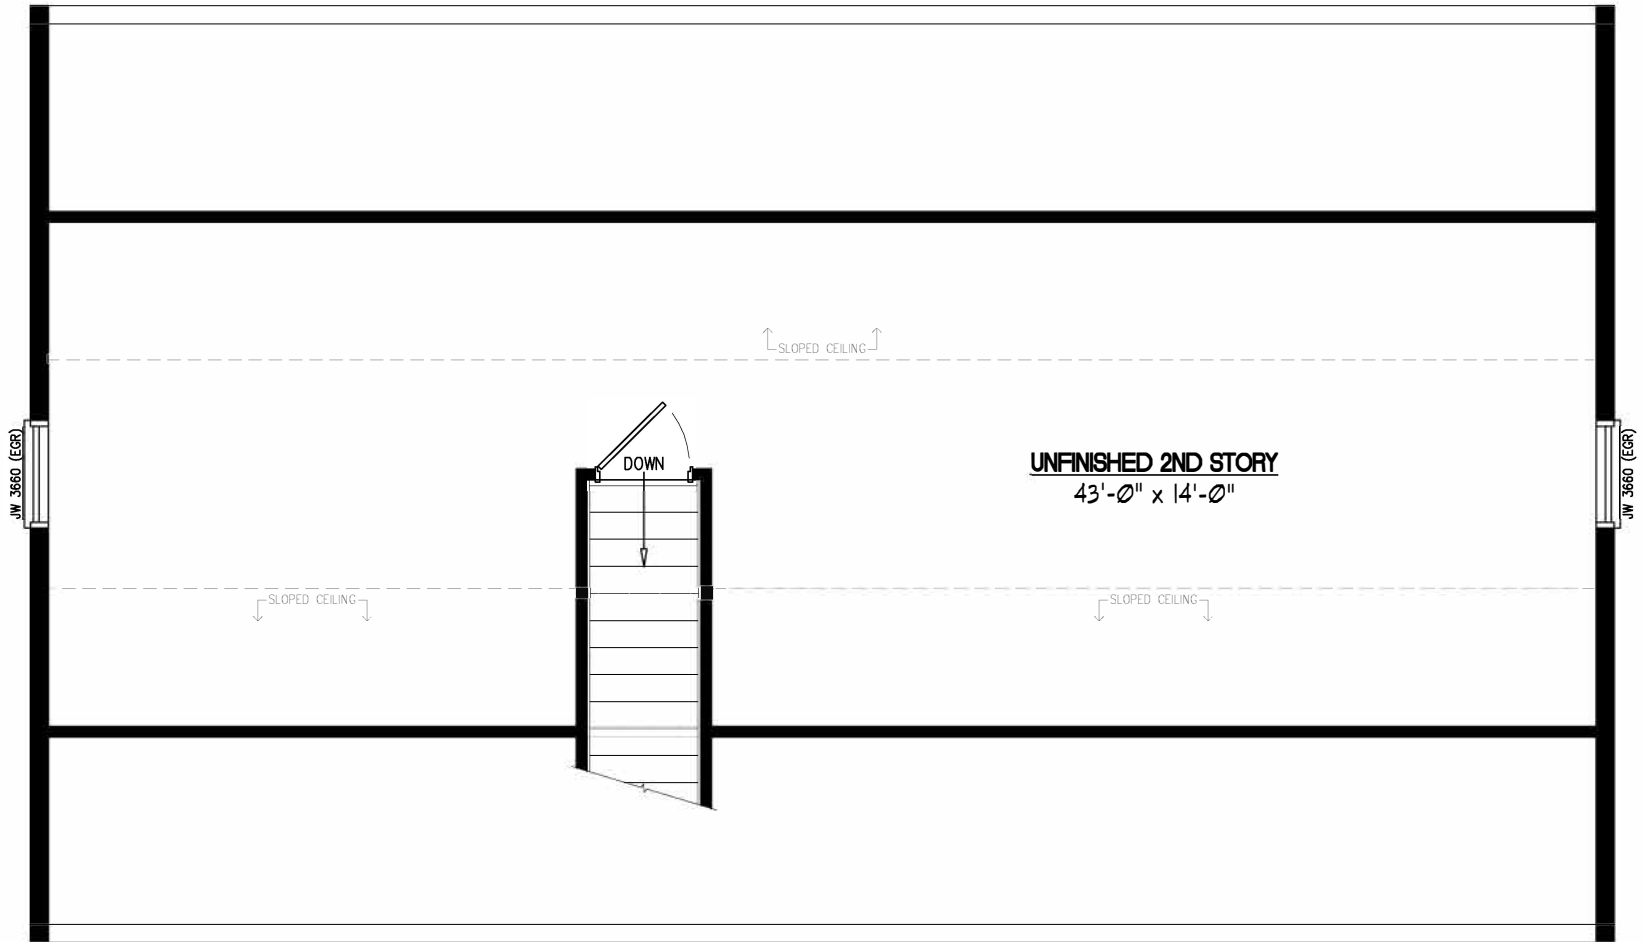 SLOPED CEILING
JW 3660 (EGR)
DOWN
UNFINISHED 2ND STORY
43'-0" x 14'-0"
JW 3660 (EGR)
SLOPED CEILING
SLOPED CEILING